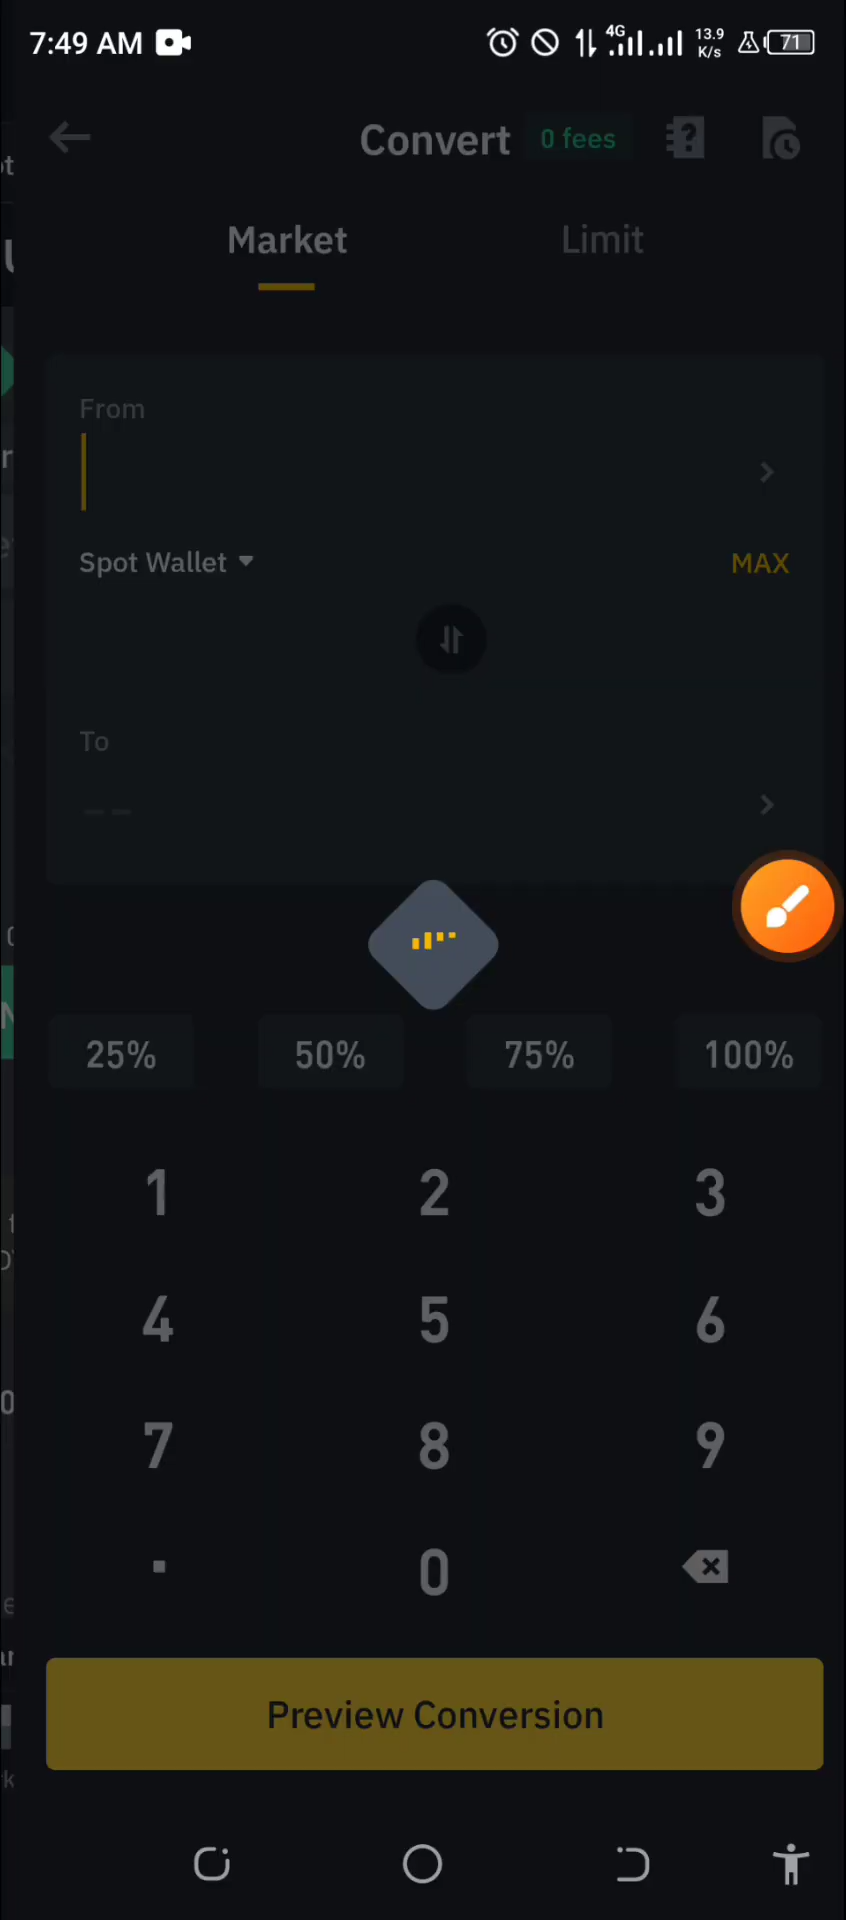 7:49 AM 4G 13.9 K/s 71
Convert 0 fees
Market Limit
From
Spot Wallet MAX
To
25% 50% 75% 100%
1 2 3
4 5 6
7 8 9
. 0
Preview Conversion